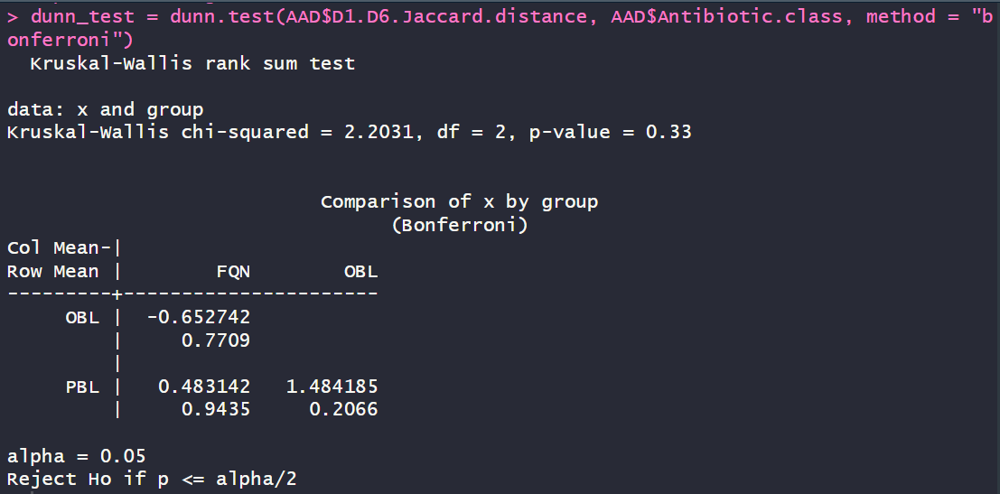 > dunn_test = dunn.test(AAD$D1.D6.Jaccard.distance, AAD$Antibiotic.class, method = "b
onferroni")
  Kruskal-Wallis rank sum test

data: x and group
Kruskal-Wallis chi-squared = 2.2031, df = 2, p-value = 0.33


                           Comparison of x by group
                                 (Bonferroni)
Col Mean-|
Row Mean |        FQN        OBL
---------+----------------------
     OBL |  -0.652742
         |     0.7709
         |
     PBL |   0.483142   1.484185
         |     0.9435     0.2066

alpha = 0.05
Reject Ho if p <= alpha/2